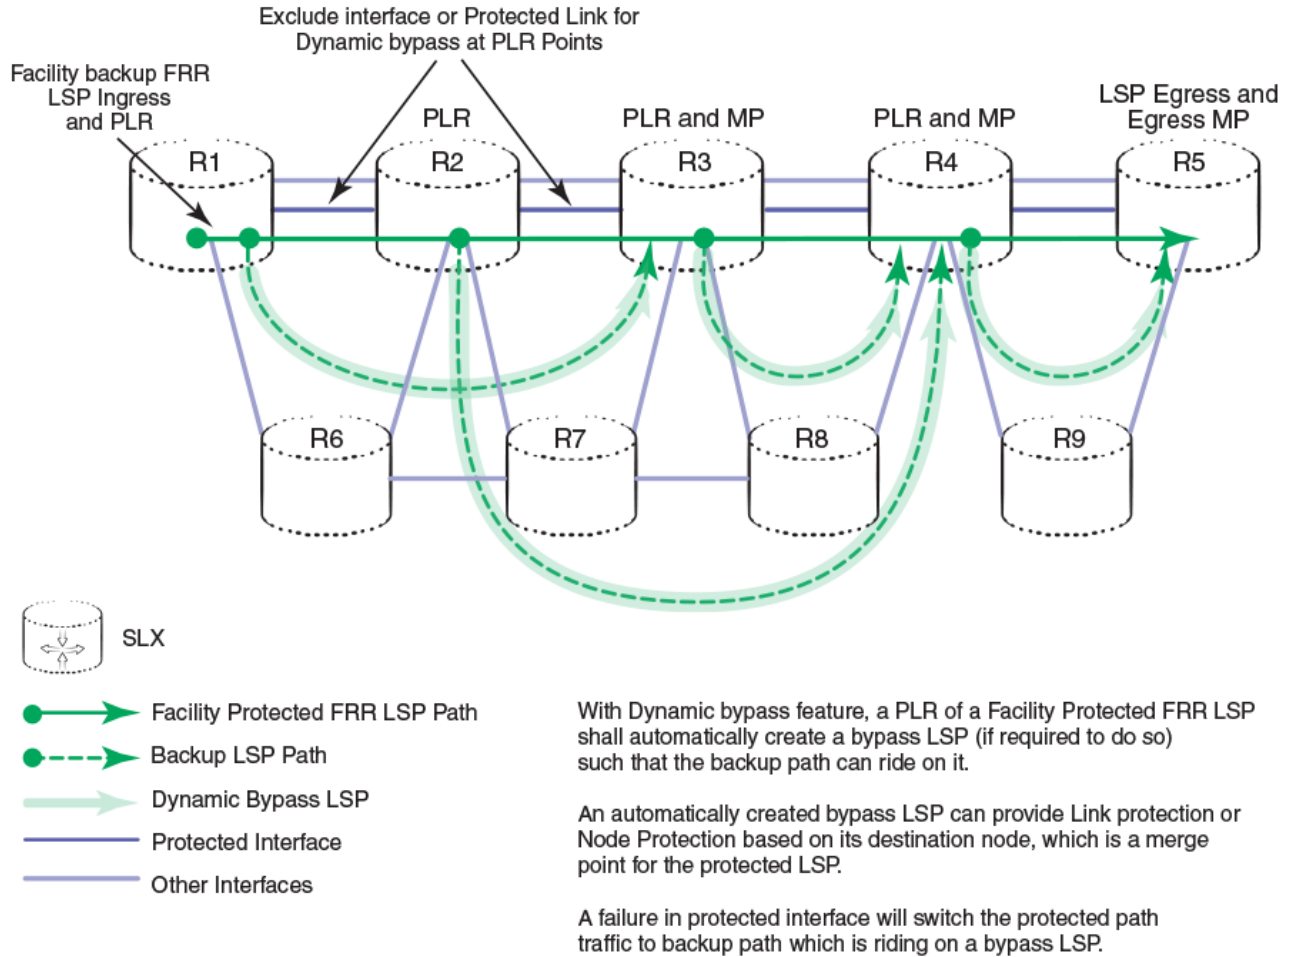 Exclude interface or Protected Link for
Dynamic bypass at PLR Points
Facility backup FRR
LSP Ingress
and PLR
PLR
PLR and MP
PLR and MP
LSP Egress and
Egress MP
R1
R2
R3
R4
R5
R6
R7
R8
R9
SLX
Facility Protected FRR LSP Path
Backup LSP Path
Dynamic Bypass LSP
Protected Interface
Other Interfaces
With Dynamic bypass feature, a PLR of a Facility Protected FRR LSP
shall automatically create a bypass LSP (if required to do so)
such that the backup path can ride on it.
An automatically created bypass LSP can provide Link protection or
Node Protection based on its destination node, which is a merge
point for the protected LSP.
A failure in protected interface will switch the protected path
traffic to backup path which is riding on a bypass LSP.